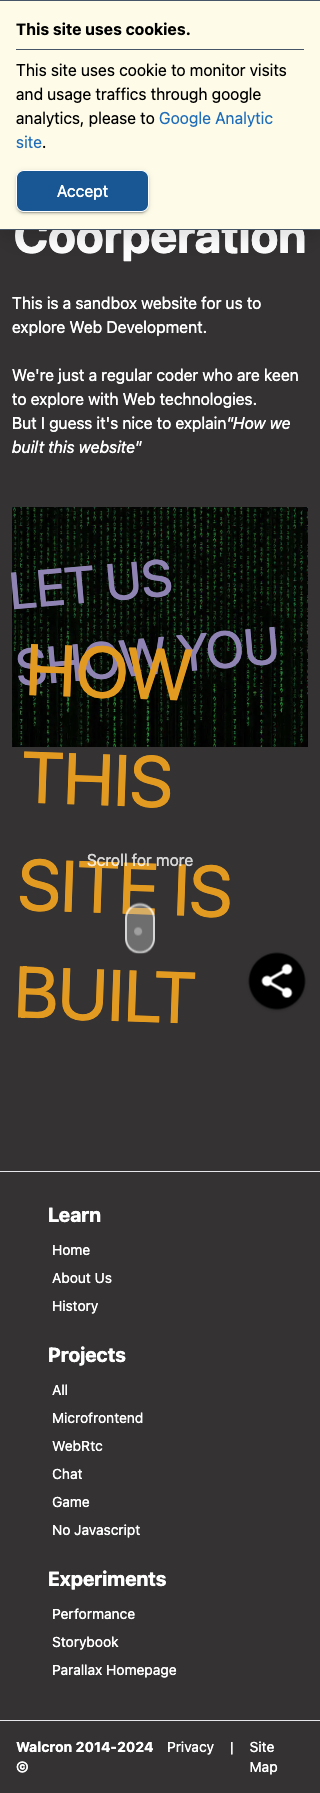 This site uses cookies.
This site uses cookie to monitor visits
and usage traffics through google
analytics, please to Google Analytic
site.
Accept
Coorperation
This is a sandbox website for us to
explore Web Development.
We're just a regular coder who are keen
to explore with Web technologies.
But I guess it's nice to explain"How we
built this website"
LET US
SHOW YOU
HOW
THIS
Scroll for more
SITE IS
BUILT
Learn
Home
About Us
History
Projects
All
Microfrontend
WebRtc
Chat
Game
No Javascript
Experiments
Performance
Storybook
Parallax Homepage
Walcron 2014-2024 Privacy | Site
© Map